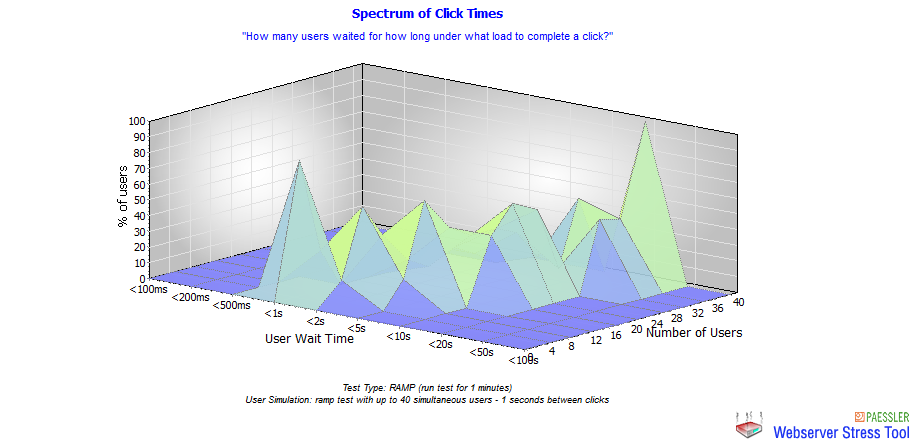 Spectrum of Click Times
"How many users waited for how long under what load to complete a click?"
100
90
80
70
60
50
40
30
20
10
0
% of users
<100ms
<200ms
<500ms
<1s
<2s
<5s
<10s
<20s
<50s
<100s
User Wait Time
0
4
8
12
16
20
24
28
32
36
40
Number of Users
Test Type: RAMP (run test for 1 minutes)
User Simulation: ramp test with up to 40 simultaneous users - 1 seconds between clicks
PAESSLER
Webserver Stress Tool